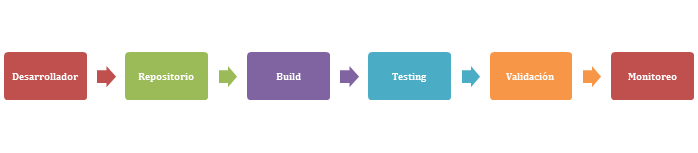 Desarrollador
Repositorio
Build
Testing
Validación
Monitoreo